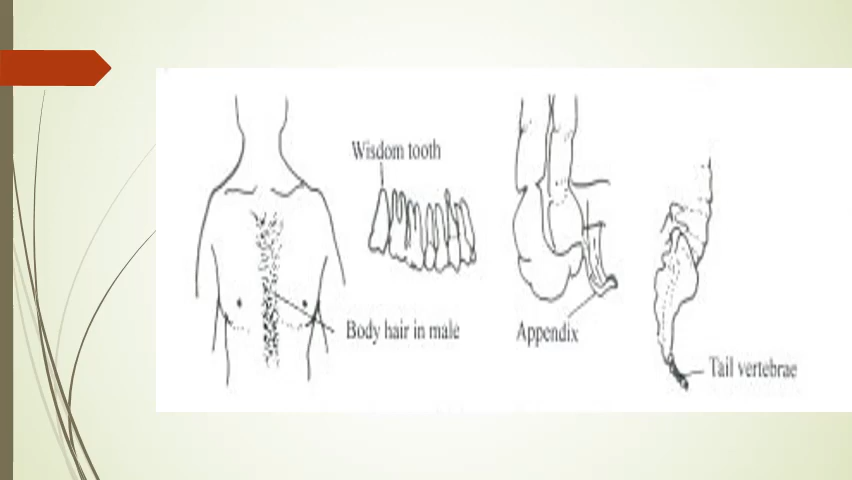 Wisdom tooth
Body hair in male
Appendix
Tail vertebrae